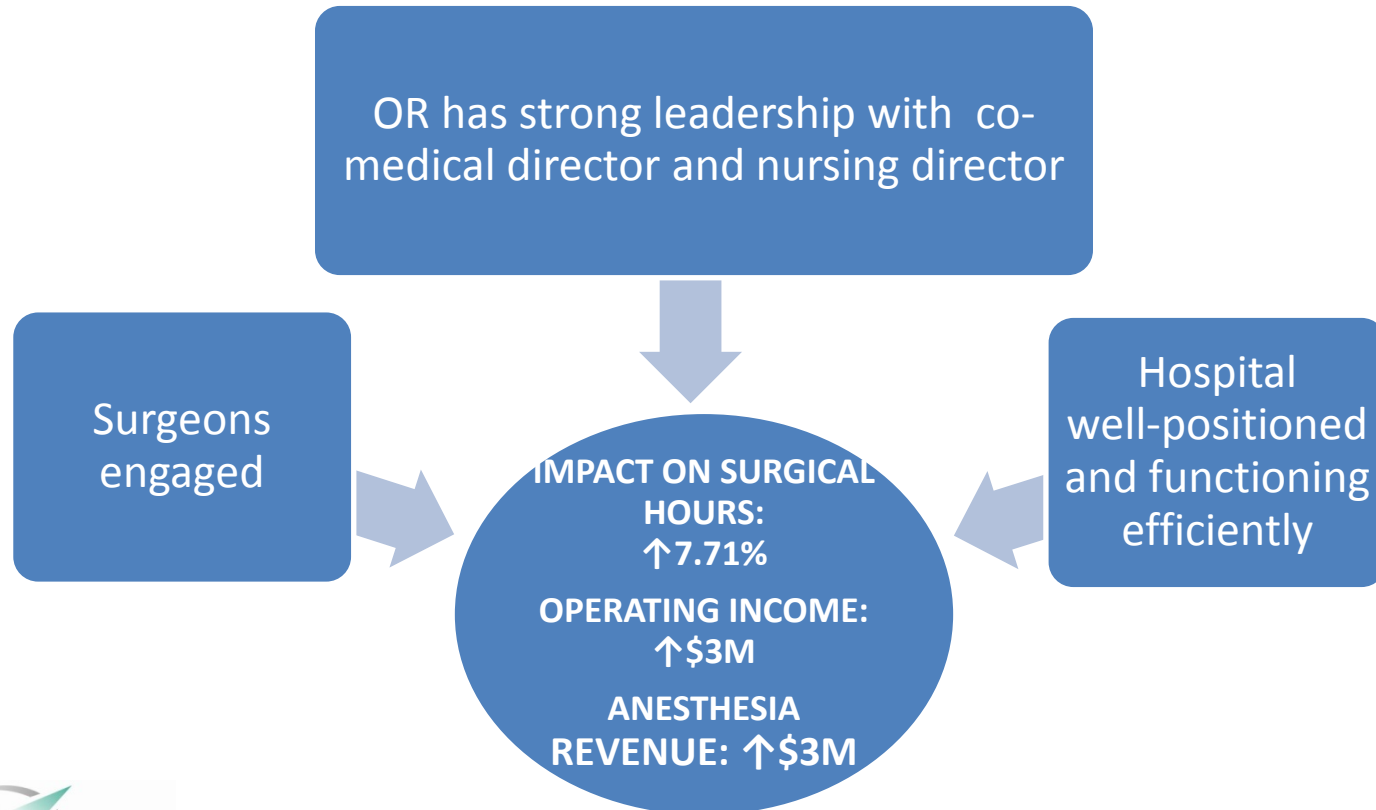 OR has strong leadership with  co-
medical director and nursing director
Surgeons
engaged
Hospital
well-positioned
and functioning
efficiently
IMPACT ON SURGICAL
HOURS:
↑7.71%
OPERATING INCOME:
↑$3M
ANESTHESIA
REVENUE: ↑$3M